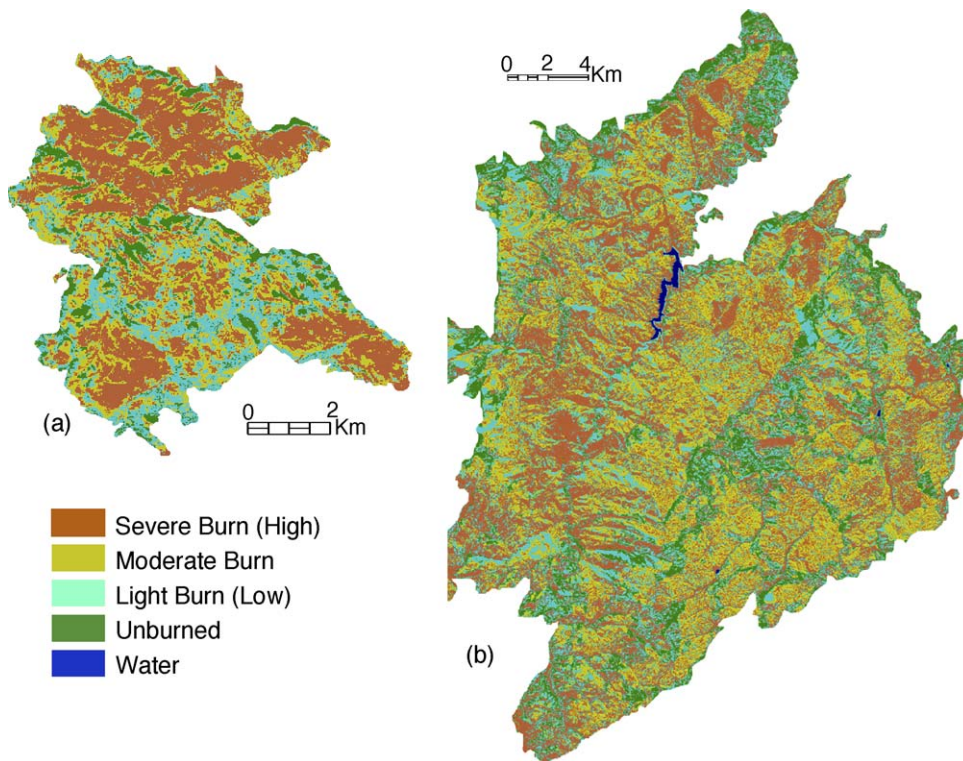 0 2 4
Km
(a)
0 2
Km
Severe Burn (High)
Moderate Burn
Light Burn (Low)
Unburned
Water
(b)